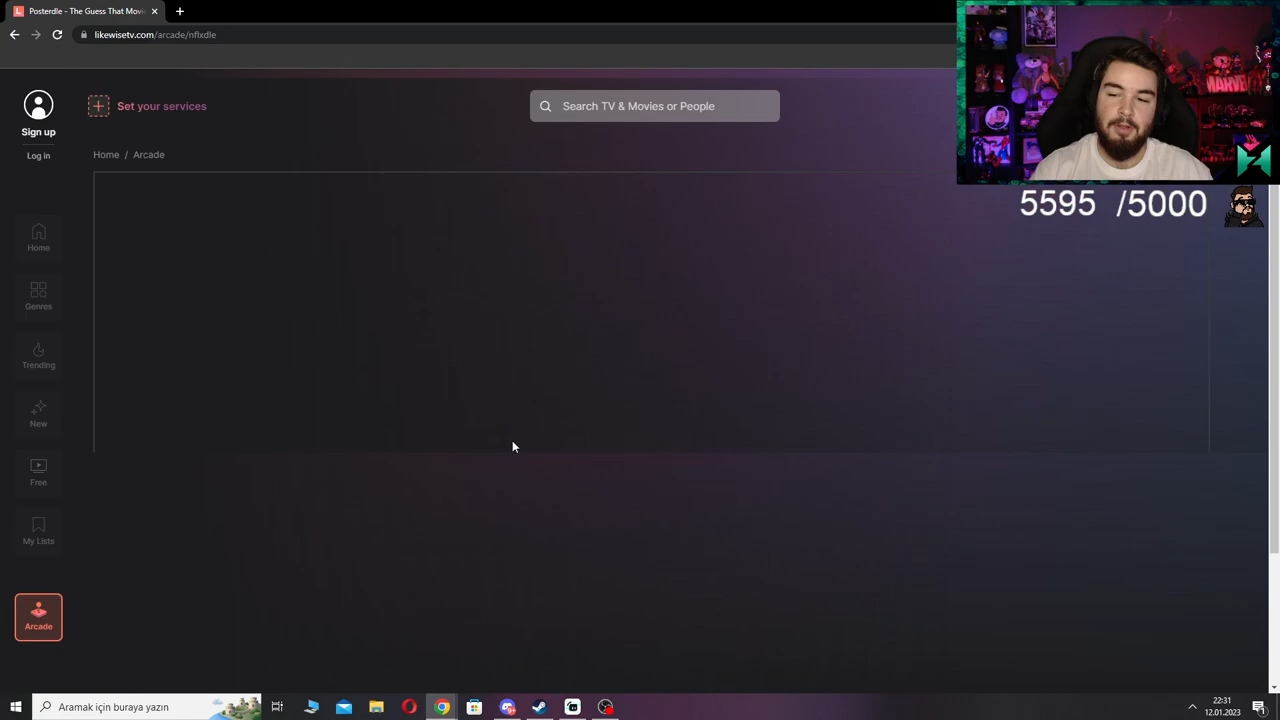 Posterdle - The Guess That Movi
likewisetv.com/arcade/nflxdle
Sign up
Log in
Set your services
Search TV & Movies or People
Home / Arcade
MARVEL
5595 /5000
Home
Genres
Trending
New
Free
My Lists
Arcade
Aramak için buraya yazın
22:31
12.01.2023
1